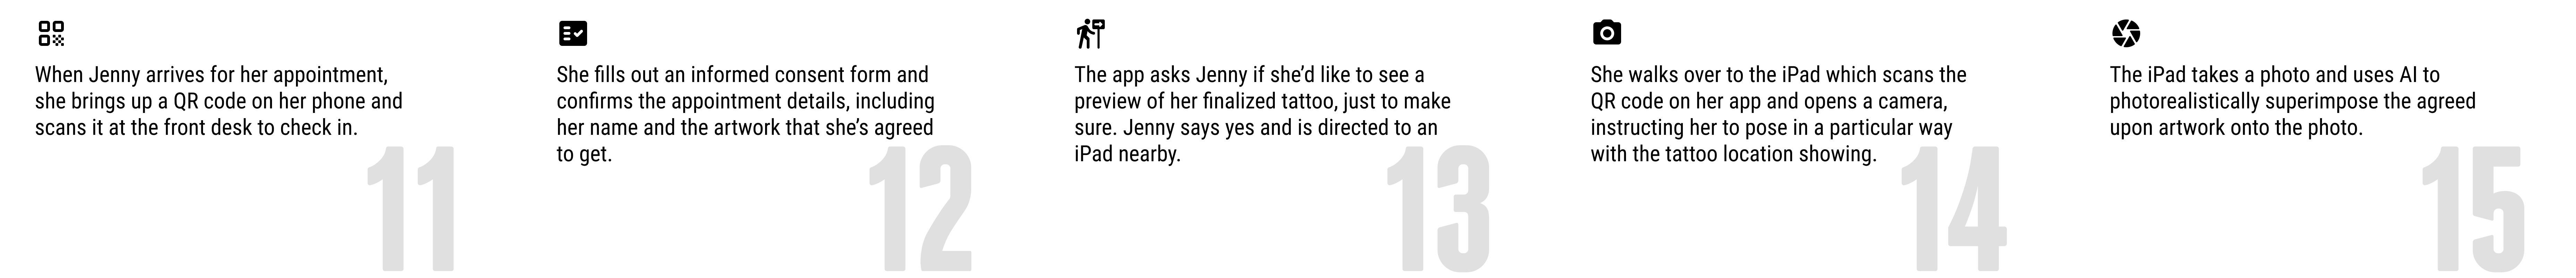 When Jenny arrives for her appointment,
she brings up a QR code on her phone and
scans it at the front desk to check in.
11
She fills out an informed consent form and
confirms the appointment details, including
her name and the artwork that she’s agreed
to get.
12
The app asks Jenny if she’d like to see a
preview of her finalized tattoo, just to make
sure. Jenny says yes and is directed to an
iPad nearby.
13
She walks over to the iPad which scans the
QR code on her app and opens a camera,
instructing her to pose in a particular way
with the tattoo location showing.
14
The iPad takes a photo and uses AI to
photorealistically superimpose the agreed
upon artwork onto the photo.
15